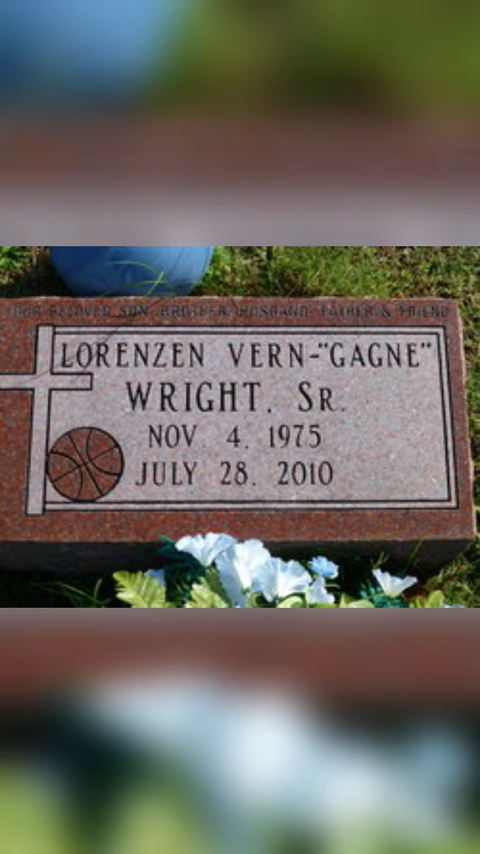 OUR BELOVED SON, BROTHER, HUSBAND, FATHER & FRIEND
LORENZEN VERN-"GAGNE"
WRIGHT, SR.
NOV. 4, 1975
JULY 28, 2010